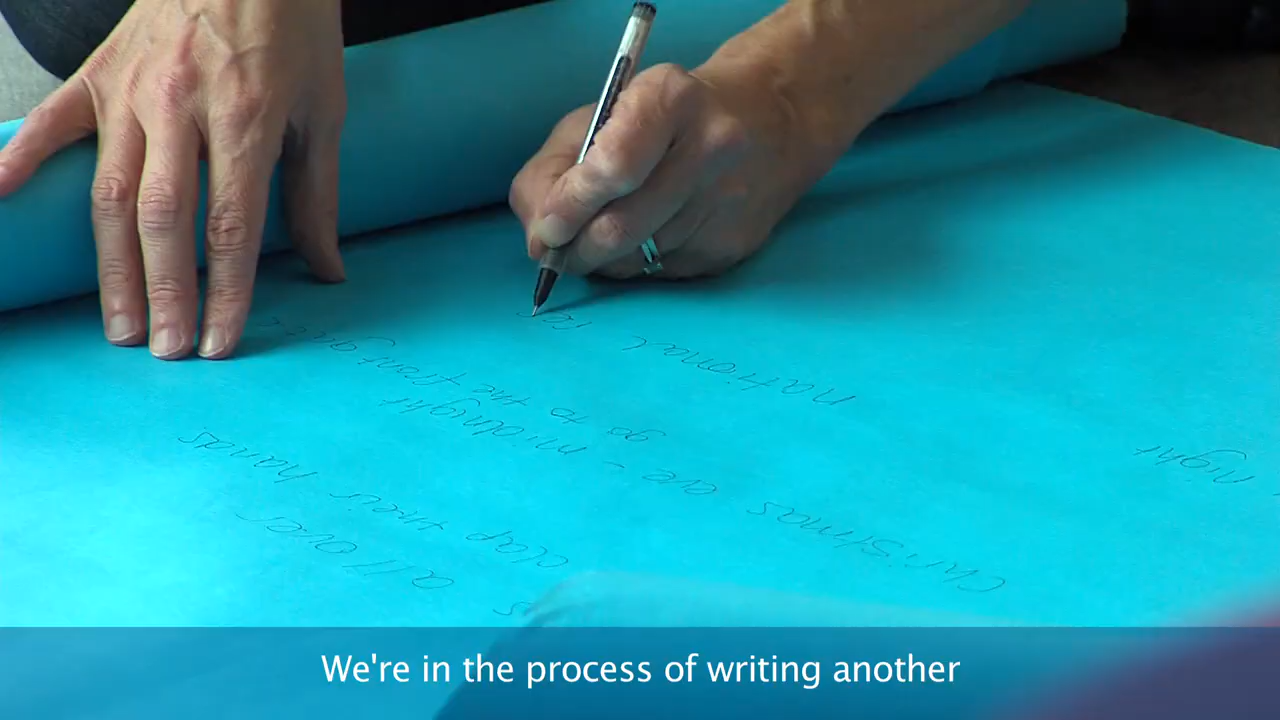 all over
clap their hands
Christmas eve - midnight
go to the front
night
national
We're in the process of writing another